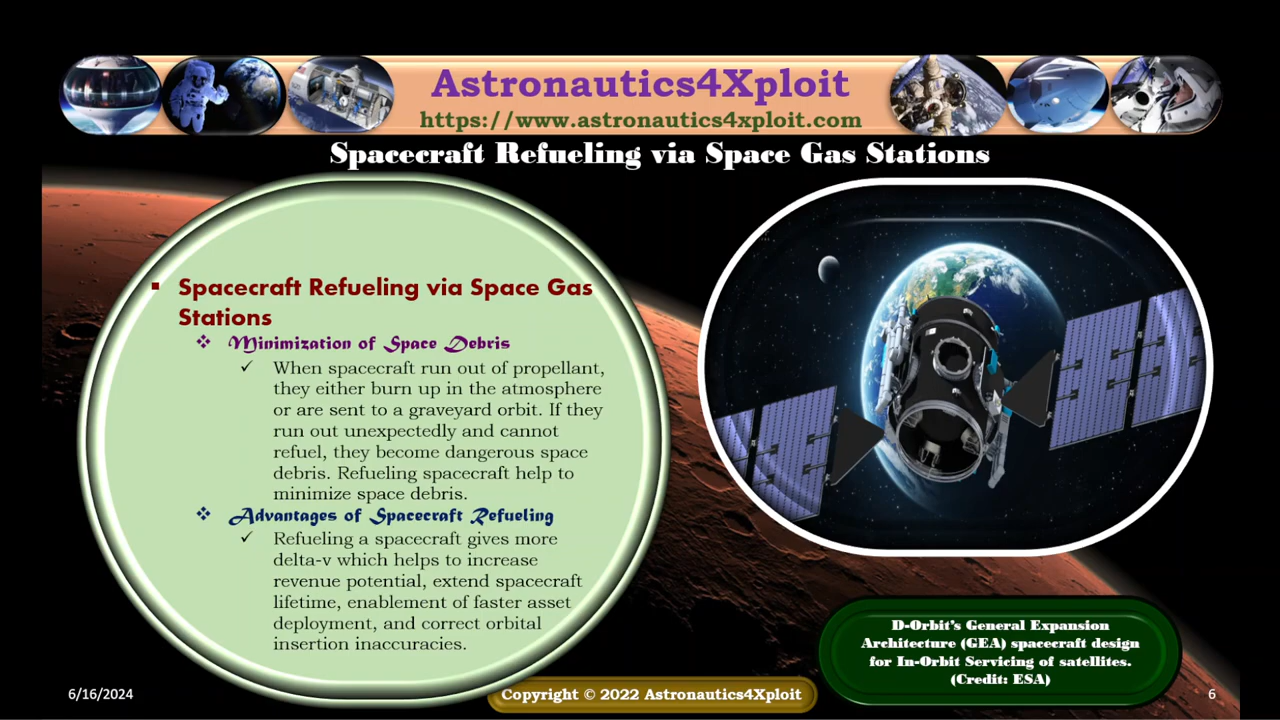 Astronautics4Xploit
https://www.astronautics4xploit.com
Spacecraft Refueling via Space Gas Stations
▪ Spacecraft Refueling via Space Gas
Stations
❖ Minimization of Space Debris
✓ When spacecraft run out of propellant,
they either burn up in the atmosphere
or are sent to a graveyard orbit. If they
run out unexpectedly and cannot
refuel, they become dangerous space
debris. Refueling spacecraft help to
minimize space debris.
❖ Advantages of Spacecraft Refueling
✓ Refueling a spacecraft gives more
delta-v which helps to increase
revenue potential, extend spacecraft
lifetime, enablement of faster asset
deployment, and correct orbital
insertion inaccuracies.
D-Orbit's General Expansion
Architecture (GEA) spacecraft design
for In-Orbit Servicing of satellites.
(Credit: ESA)
6/16/2024
Copyright © 2022 Astronautics4Xploit
6